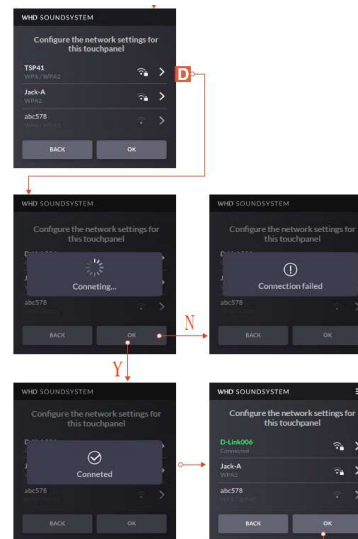 WHD SOUNDSYSTEM
Configure the network settings for
this touchpanel
TSP41
WPA / WPA2
D
Jack-A
WPA2
abc578
WPA / WPA2
BACK
OK
WHD SOUNDSYSTEM
Configure the network settings for
this touchpanel
Conneting...
abc578
BACK
OK
N
WHD SOUNDSYSTEM
Configure the network settings for
this touchpanel
Connection failed
abc578
BACK
OK
Y
WHD SOUNDSYSTEM
Configure the network settings for
this touchpanel
Conneted
abc578
BACK
OK
WHD SOUNDSYSTEM
Configure the network settings for
this touchpanel
D-Link006
Connected
Jack-A
WPA2
abc578
BACK
OK